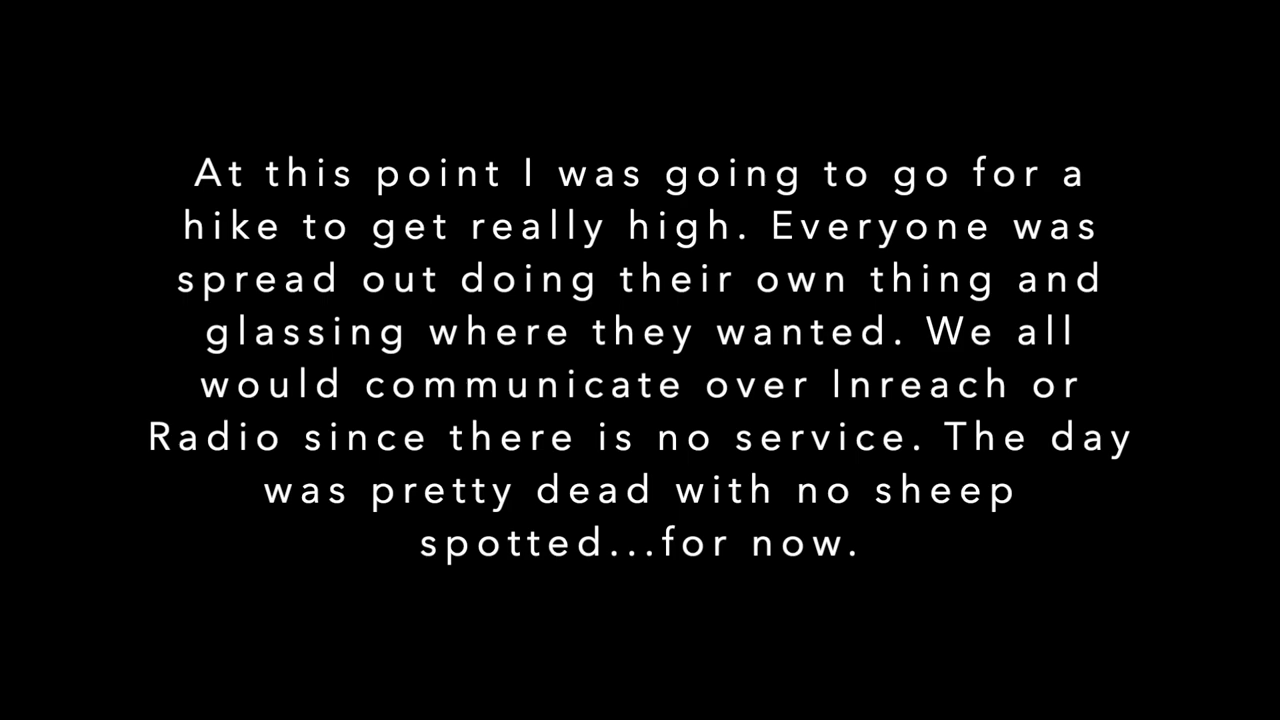 At this point I was going to go for a
hike to get really high. Everyone was
spread out doing their own thing and
glassing where they wanted. We all
would communicate over Inreach or
Radio since there is no service. The day
was pretty dead with no sheep
spotted...for now.